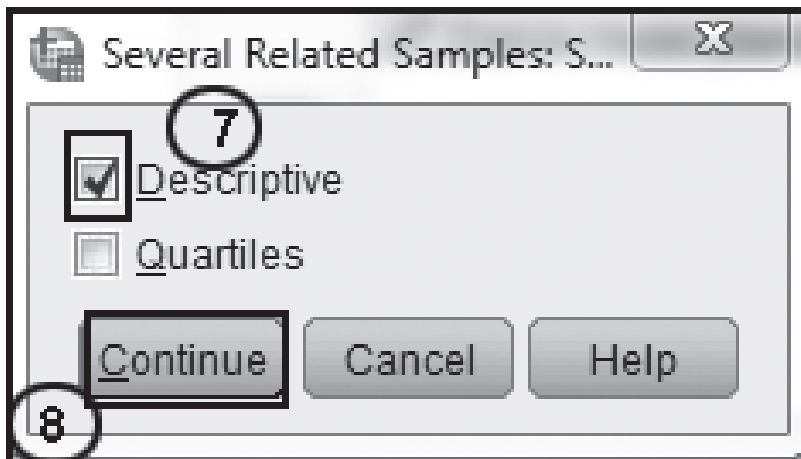 Several Related Samples: S...
7
Descriptive
Quartiles
Continue Cancel Help
8